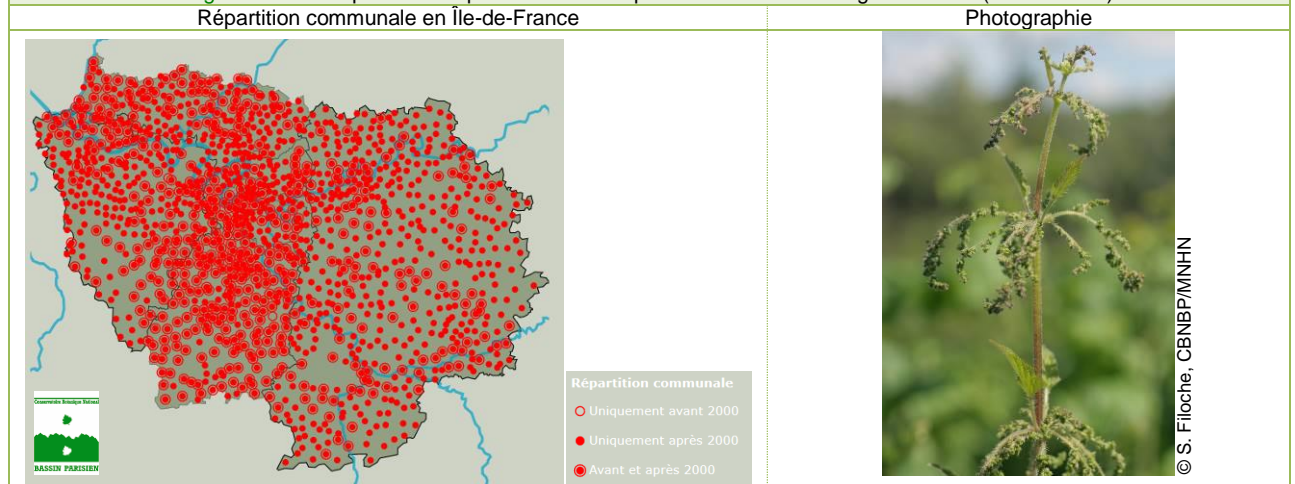 Répartition communale en Île-de-France
Photographie
Répartition communale
Uniquement avant 2000
Uniquement après 2000
Avant et après 2000
Conservatoire Botanique National
BASSIN PARISIEN
© S. Filoche, CBNBP/MNHN